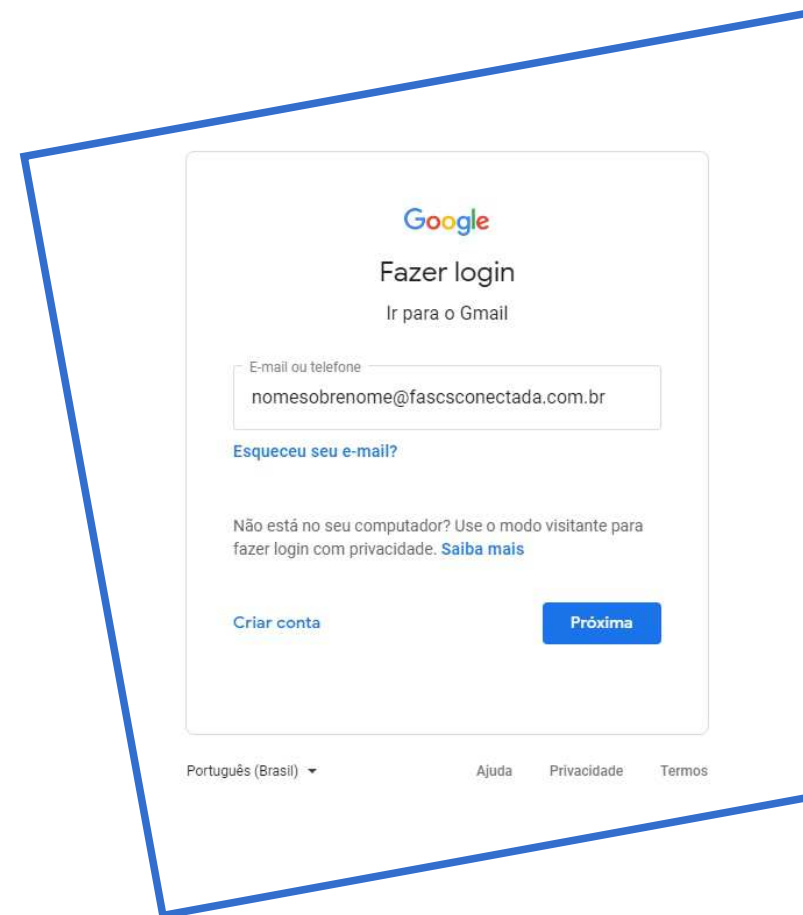 Google
Fazer login
Ir para o Gmail
E-mail ou telefone
nomesobrenome@fascsconectada.com.br
Esqueceu seu e-mail?
Não está no seu computador? Use o modo visitante para
fazer login com privacidade. Saiba mais
Criar conta Próxima
Português (Brasil) Ajuda Privacidade Termos